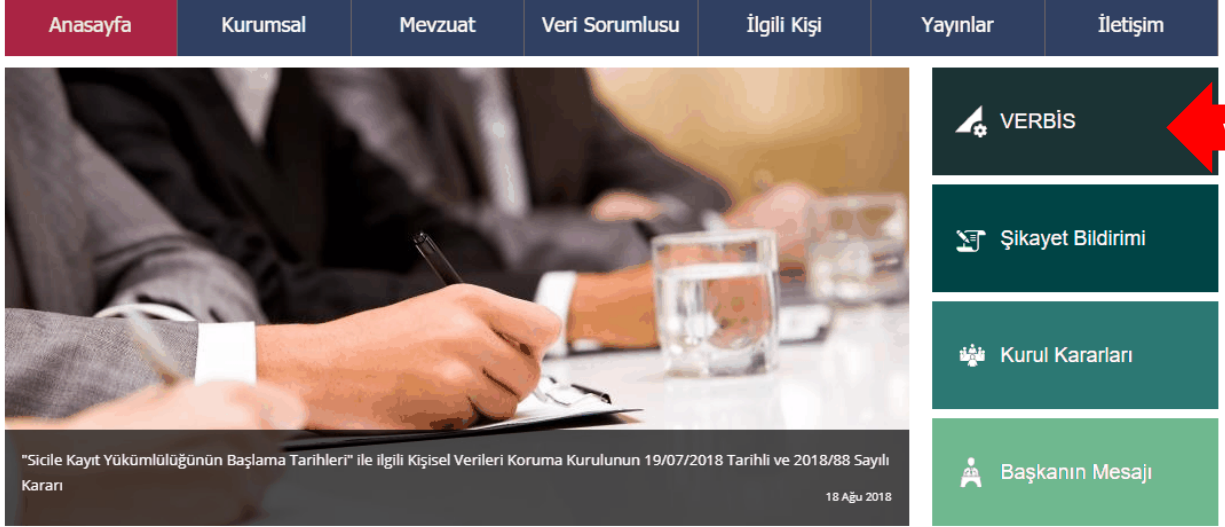 Anasayfa
Kurumsal
Mevzuat
Veri Sorumlusu
İlgili Kişi
Yayınlar
İletişim
VERBİS
Şikayet Bildirimi
Kurul Kararları
Başkanın Mesajı
"Sicile Kayıt Yükümlülüğünün Başlama Tarihleri" ile ilgili Kişisel Verileri Koruma Kurulunun 19/07/2018 Tarihli ve 2018/88 Sayılı
Kararı
18 Ağu 2018